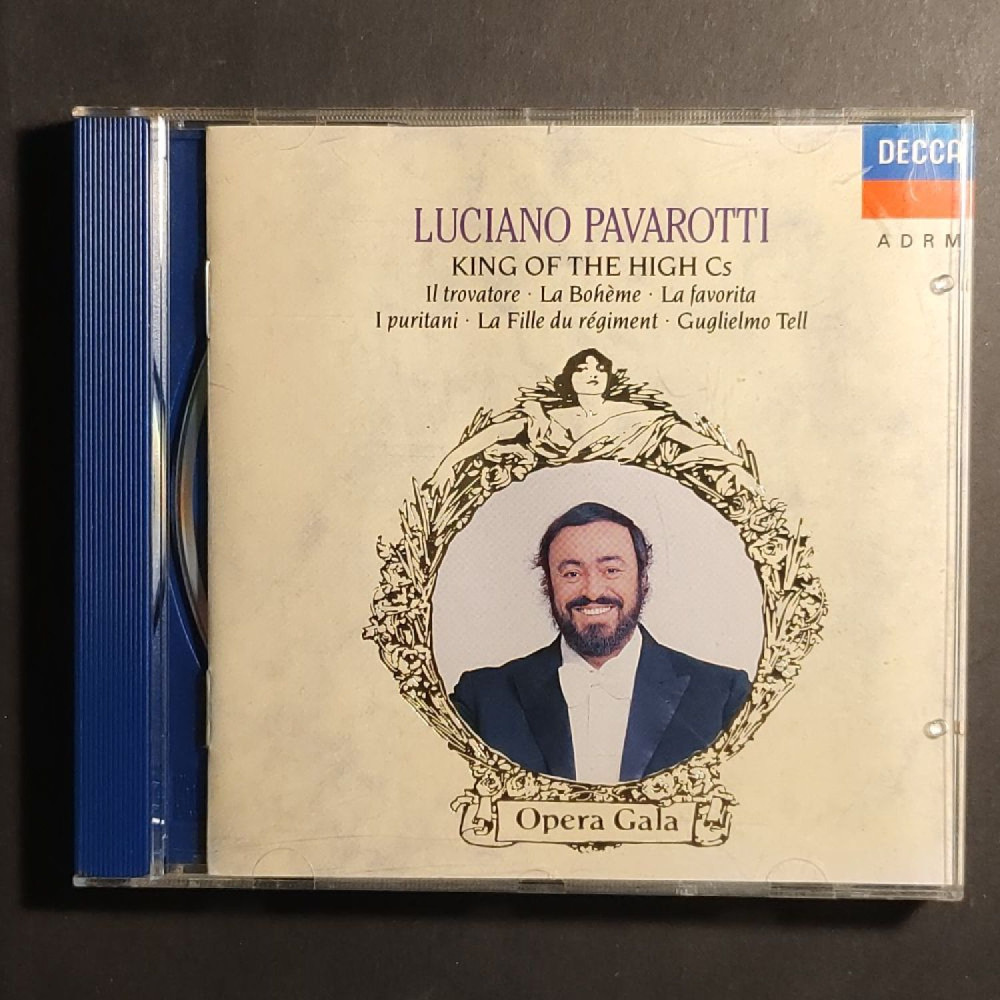 DECCA
ADRM
LUCIANO PAVAROTTI
KING OF THE HIGH Cs
Il trovatore · La Bohème · La favorita
I puritani · La Fille du régiment · Guglielmo Tell
Opera Gala